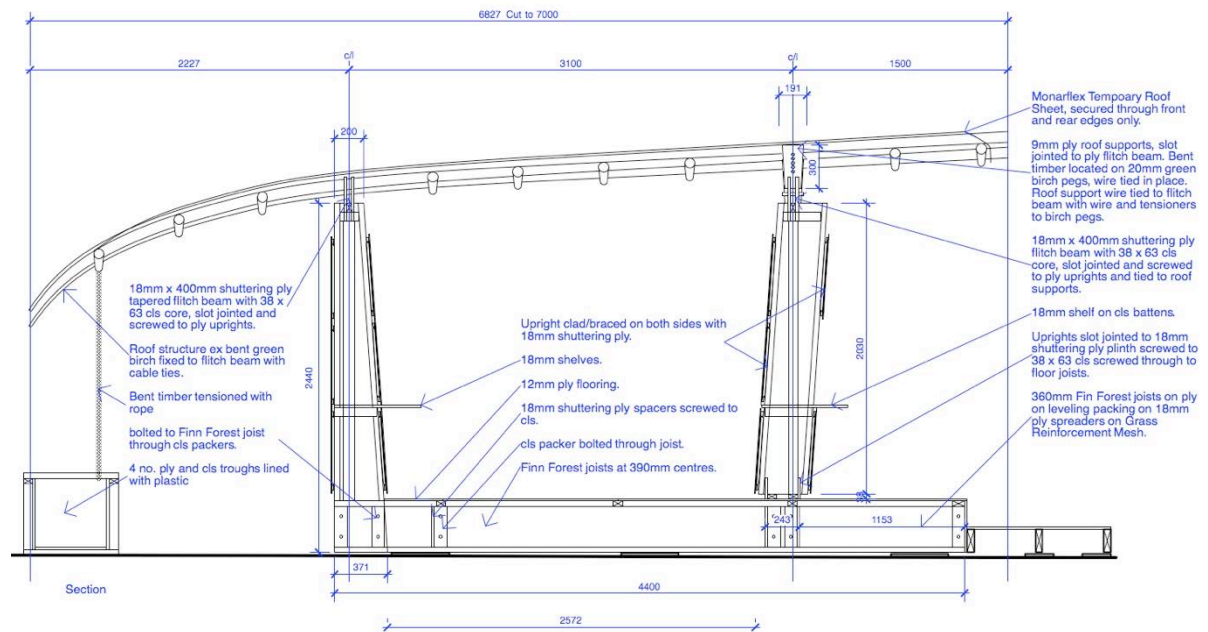 6827 Cut to 7000
2227
c/l
3100
c/l
1500
191
200
300
Monarflex Tempoary Roof
Sheet, secured through front
and rear edges only.
9mm ply roof supports, slot
jointed to ply flitch beam. Bent
timber located on 20mm green
birch pegs, wire tied in place.
Roof support wire tied to flitch
beam with wire and tensioners
to birch pegs.
18mm x 400mm shuttering ply
flitch beam with 38 x 63 cls
core, slot jointed and screwed
to ply uprights and tied to roof
supports.
18mm shelf on cls battens.
Uprights slot jointed to 18mm
shuttering ply plinth screwed to
38 x 63 cls screwed through to
floor joists.
360mm Fin Forest joists on ply
on leveling packing on 18mm
ply spreaders on Grass
Reinforcement Mesh.
18mm x 400mm shuttering ply
tapered flitch beam with 38 x
63 cls core, slot jointed and
screwed to ply uprights.
Roof structure ex bent green
birch fixed to flitch beam with
cable ties.
Bent timber tensioned with
rope
bolted to Finn Forest joist
through cls packers.
4 no. ply and cls troughs lined
with plastic
2440
Upright clad/braced on both sides with
18mm shuttering ply.
18mm shelves.
12mm ply flooring.
18mm shuttering ply spacers screwed to
cls.
cls packer bolted through joist.
Finn Forest joists at 390mm centres.
2030
243
1153
371
4400
2572
Section